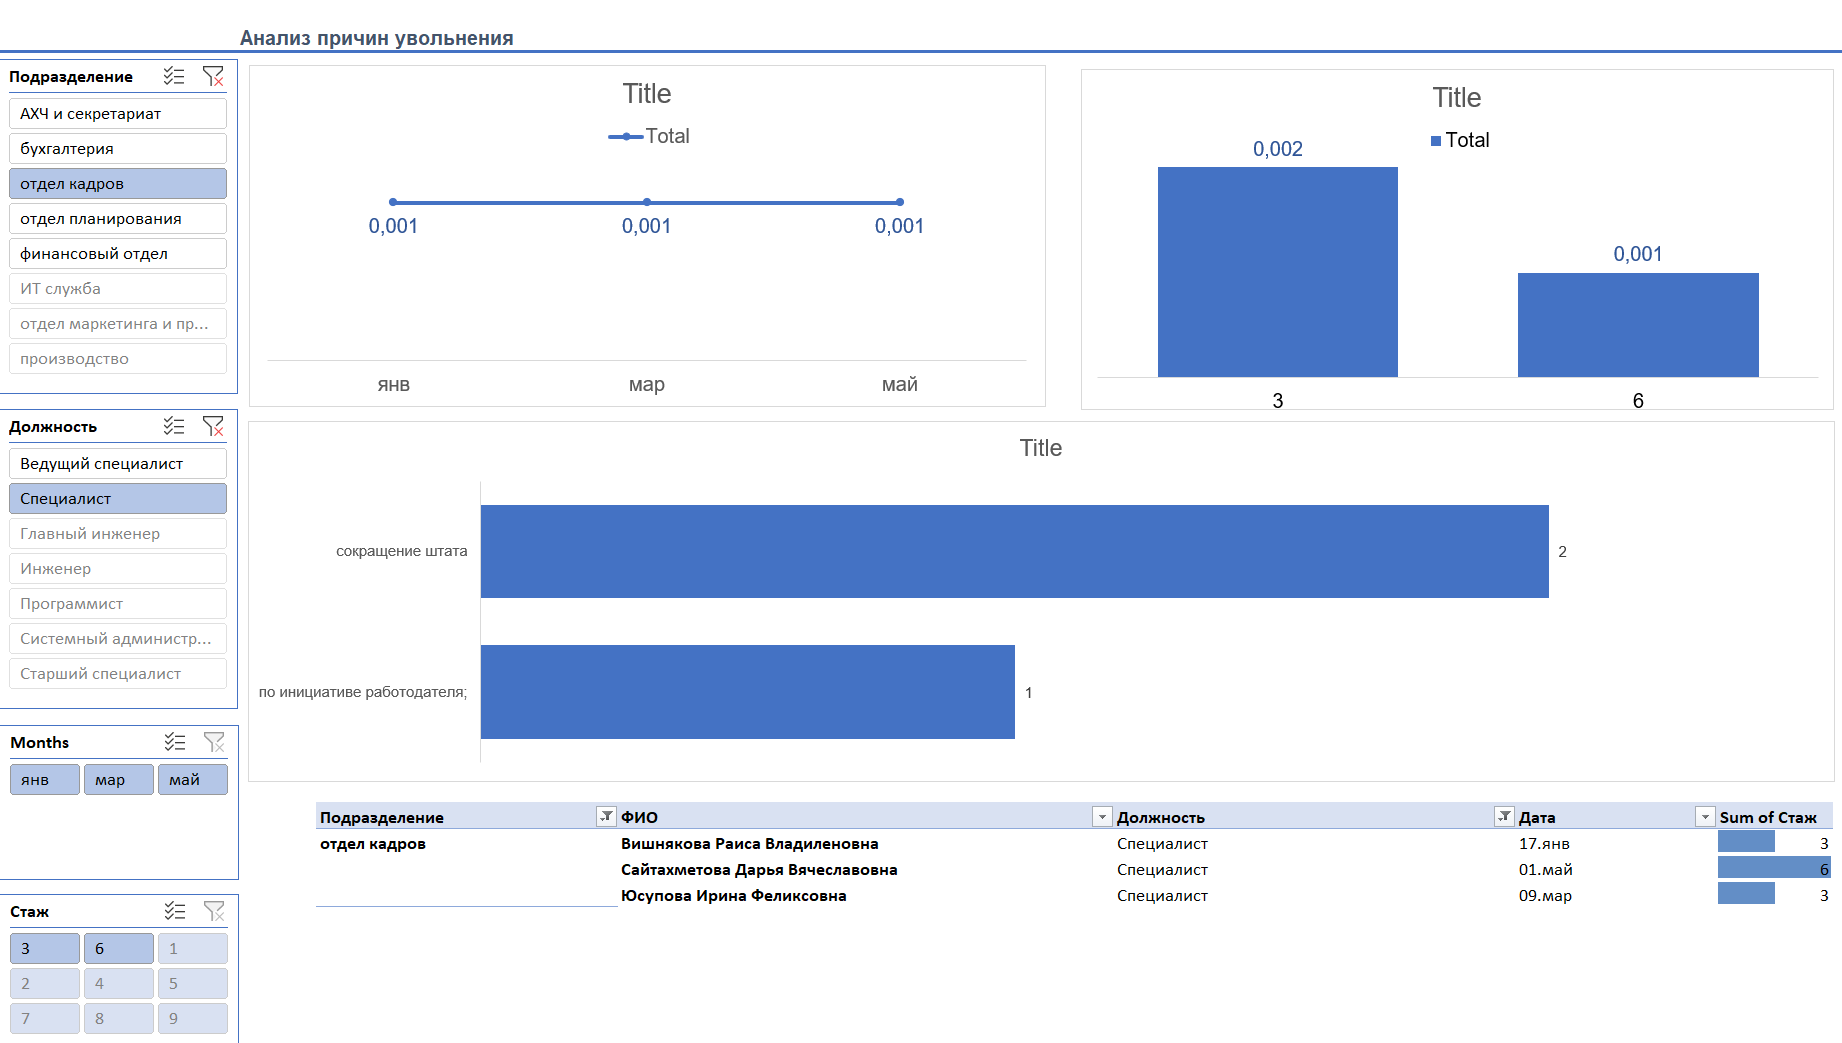 Анализ причин увольнения
Подразделение
АХЧ и секретариат
бухгалтерия
отдел кадров
отдел планирования
финансовый отдел
ИТ служба
отдел маркетинга и пр...
производство
Должность
Ведущий специалист
Специалист
Главный инженер
Инженер
Программист
Системный администр...
Старший специалист
Months
янв мар май
Стаж
3 6 1
2 4 5
7 8 9
Title
Total
0,001 0,001 0,001
янв мар май
Title
Total
0,002
0,001
3 6
Title
сокращение штата 2
по инициативе работодателя; 1
Подразделение ФИО Должность Дата Sum of Стаж
отдел кадров Вишнякова Раиса Владиленовна Специалист 17.янв 3
Сайтахметова Дарья Вячеславовна Специалист 01.май 6
Юсупова Ирина Феликсовна Специалист 09.мар 3